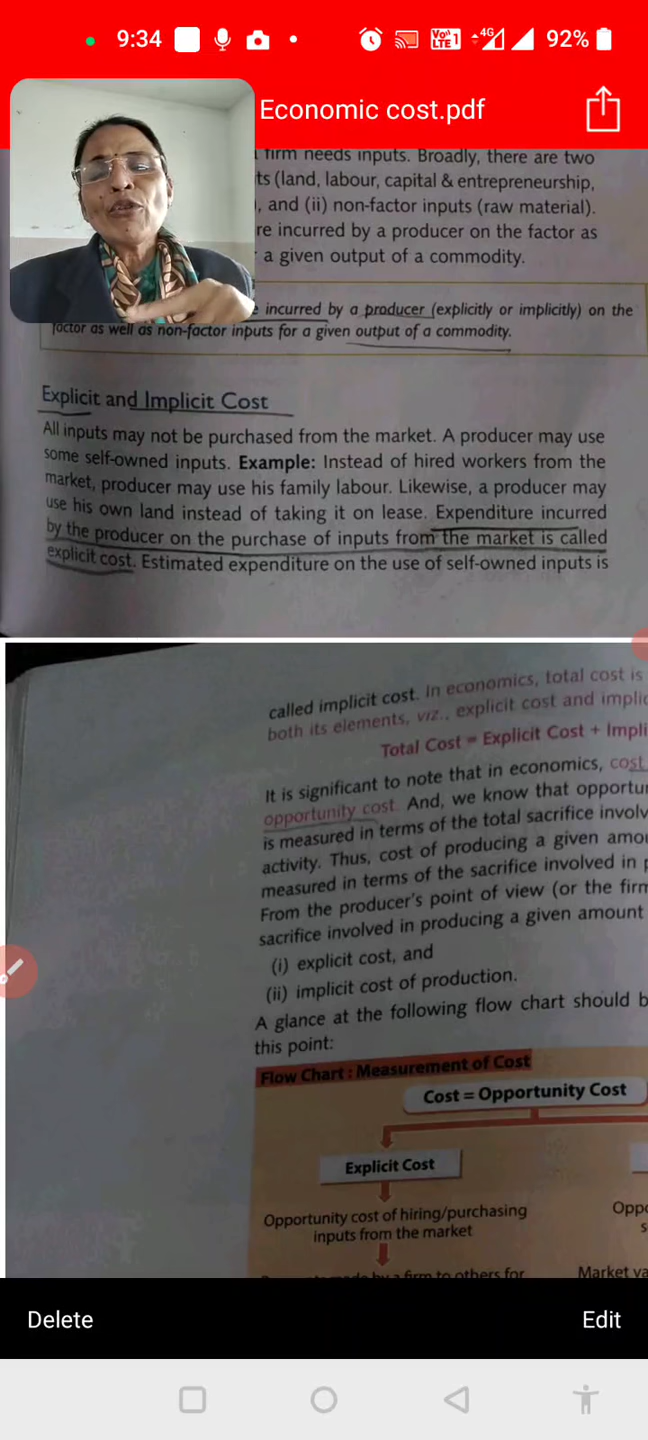 9:34
Vo))
LTE 1
4G
92%
Economic cost.pdf
firm needs inputs. Broadly, there are two
ts (land, labour, capital & entrepreneurship,
, and (ii) non-factor inputs (raw material).
re incurred by a producer on the factor as
a given output of a commodity.
incurred by a producer (explicitly or implicitly) on the
factor as well as non-factor inputs for a given output of a commodity.
Explicit and Implicit Cost
All inputs may not be purchased from the market. A producer may use
some self-owned inputs. Example: Instead of hired workers from the
market, producer may use his family labour. Likewise, a producer may
use his own land instead of taking it on lease. Expenditure incurred
by the producer on the purchase of inputs from the market is called
explicit cost. Estimated expenditure on the use of self-owned inputs is
called implicit cost. In economics, total cost is
both its elements, viz., explicit cost and implic
Total Cost = Explicit Cost + Impli
It is significant to note that in economics, cost
opportunity cost. And, we know that opportu
is measured in terms of the total sacrifice involv
activity. Thus, cost of producing a given amo
measured in terms of the sacrifice involved in p
From the producer's point of view (or the firm
sacrifice involved in producing a given amount
(i) explicit cost, and
(ii) implicit cost of production.
A glance at the following flow chart should b
this point:
Flow Chart : Measurement of Cost
Cost = Opportunity Cost
Explicit Cost
Opportunity cost of hiring/purchasing
inputs from the market
Oppo
s
by a firm to others for
Market va
Delete
Edit